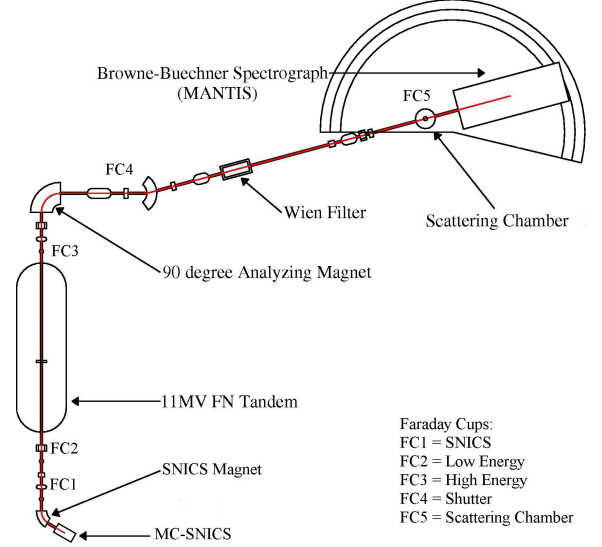 Browne-Buechner Spectrograph
(MANTIS)
FC5
FC4
Wien Filter
Scattering Chamber
FC3
90 degree Analyzing Magnet
11MV FN Tandem
FC2
SNICS Magnet
FC1
MC-SNICS
Faraday Cups:
FC1 = SNICS
FC2 = Low Energy
FC3 = High Energy
FC4 = Shutter
FC5 = Scattering Chamber